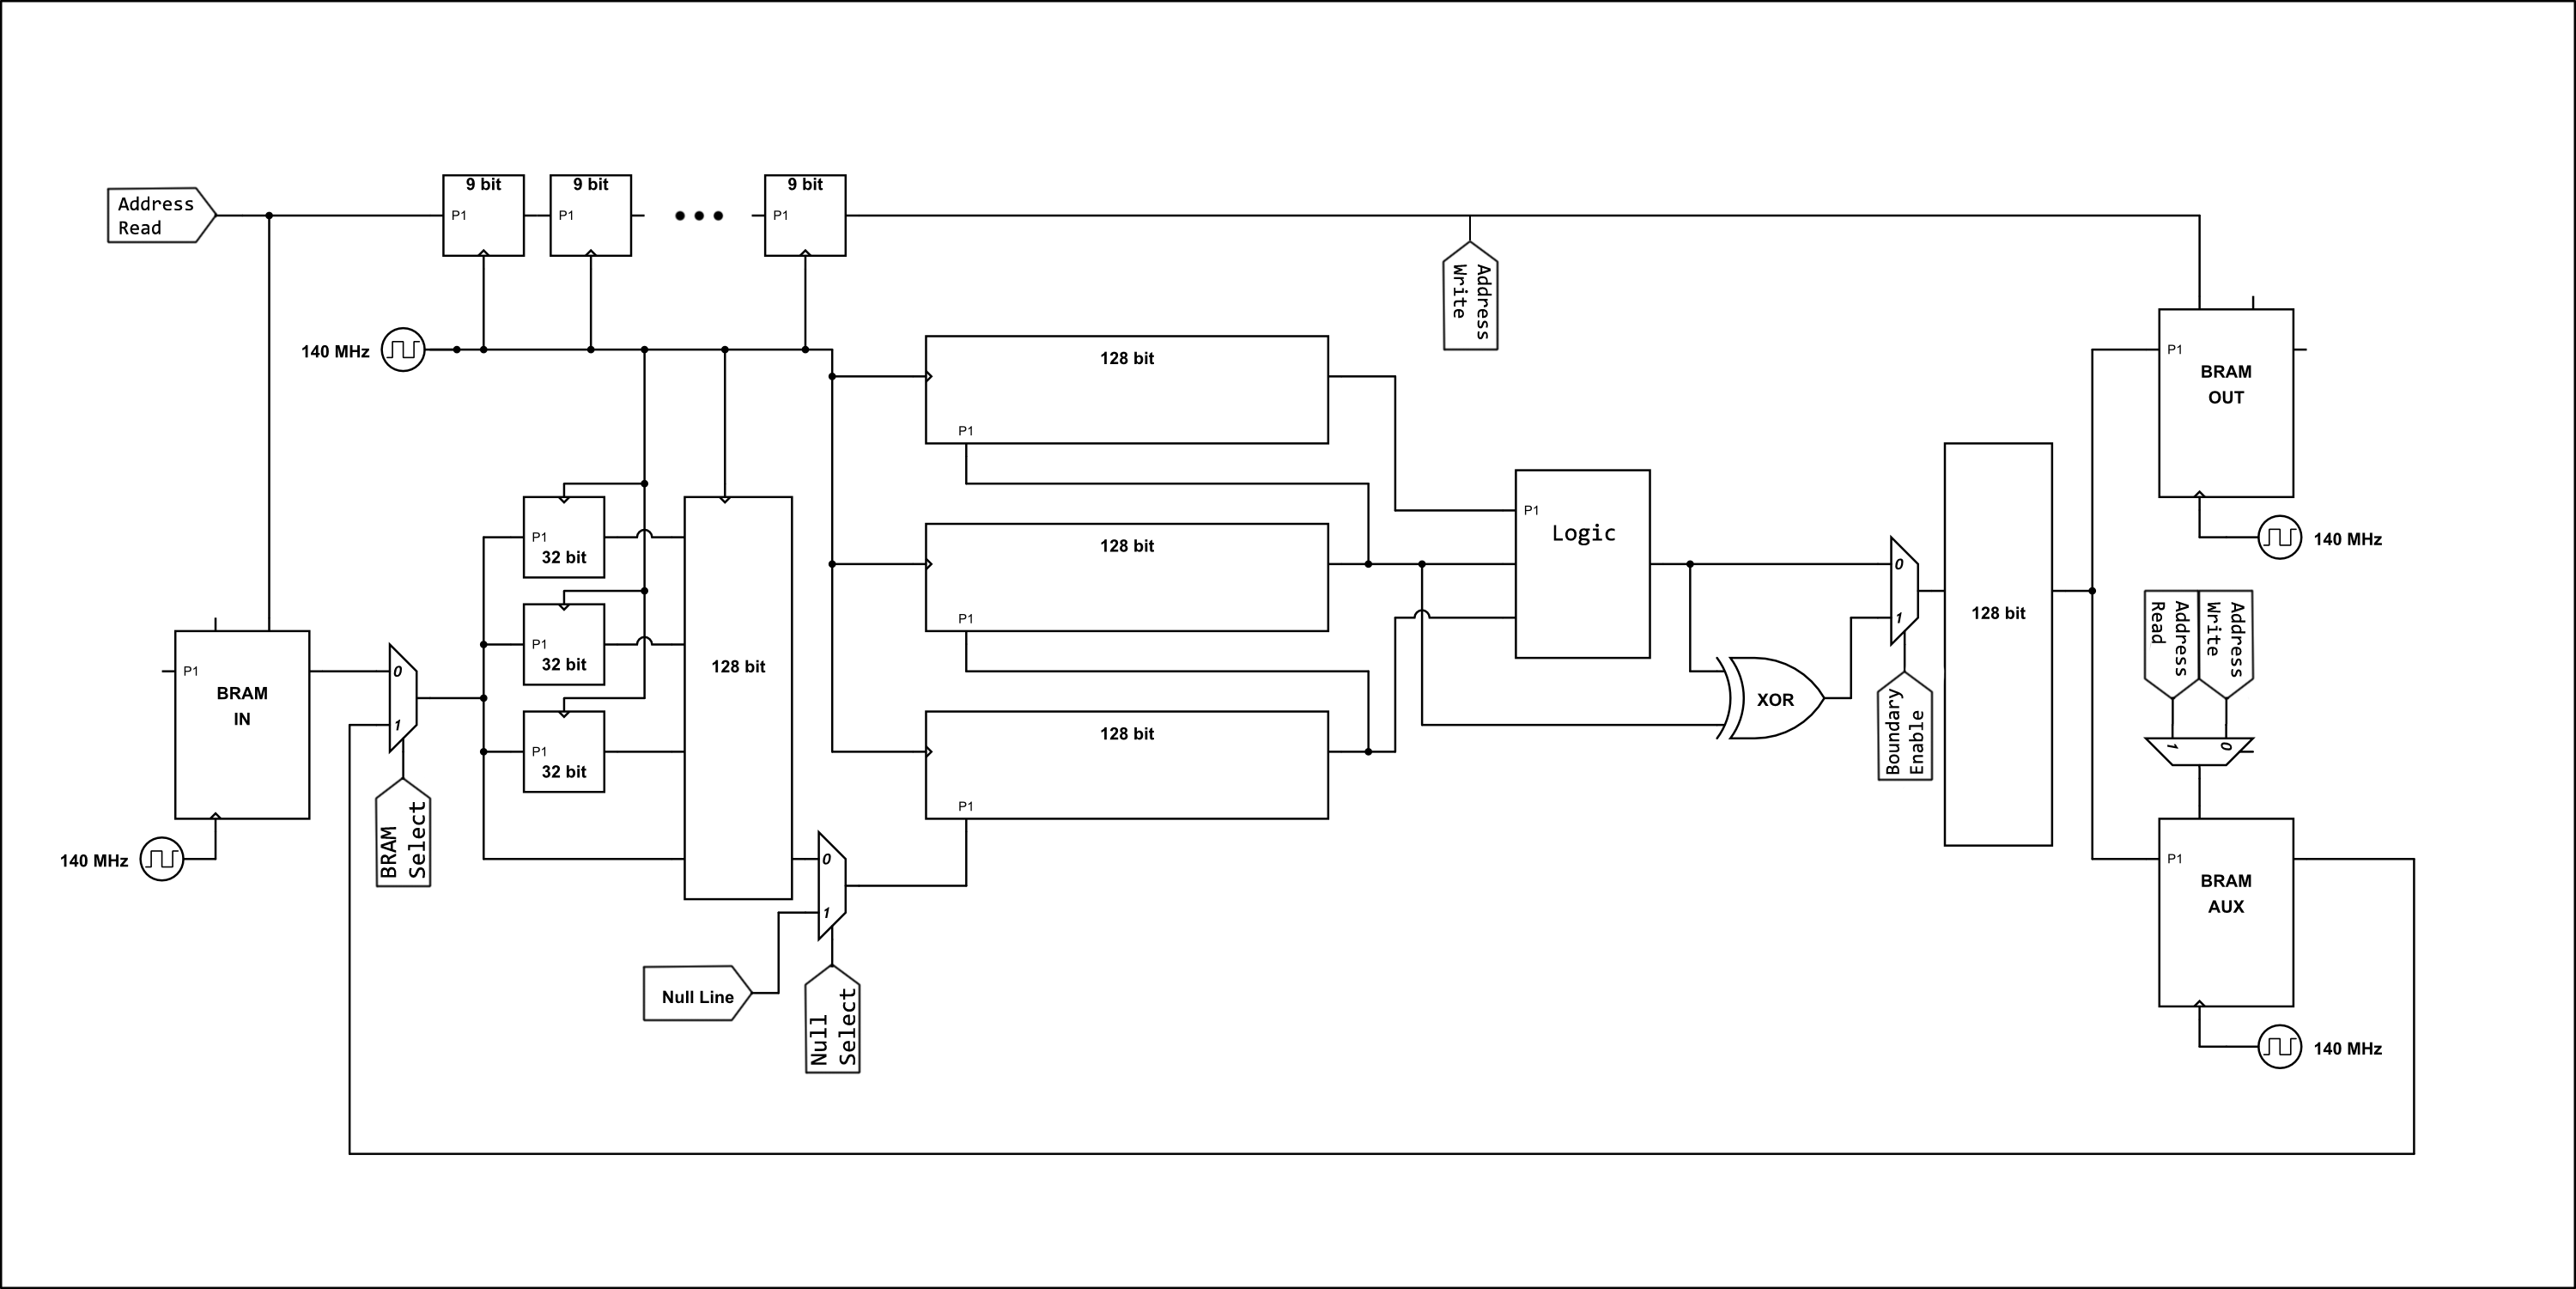 9 bit
9 bit
9 bit
Address
Read
P1
P1
P1
Address
Write
140 MHz
128 bit
P1
P1
BRAM
OUT
140 MHz
128 bit
P1
P1
Logic
P1
32 bit
P1
32 bit
P1
32 bit
128 bit
P1
BRAM
IN
140 MHz
0
1
BRAM
Select
0
1
Null Line
Null
Select
128 bit
P1
XOR
0
1
Boundary
Enable
128 bit
Address
Read
Address
Write
1
0
P1
BRAM
AUX
140 MHz